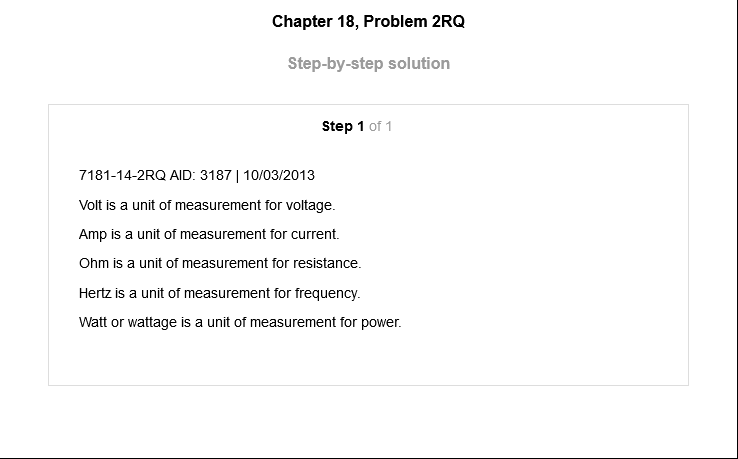 Chapter 18, Problem 2RQ
Step-by-step solution
Step 1 of 1
7181-14-2RQ AID: 3187 | 10/03/2013
Volt is a unit of measurement for voltage.
Amp is a unit of measurement for current.
Ohm is a unit of measurement for resistance.
Hertz is a unit of measurement for frequency.
Watt or wattage is a unit of measurement for power.